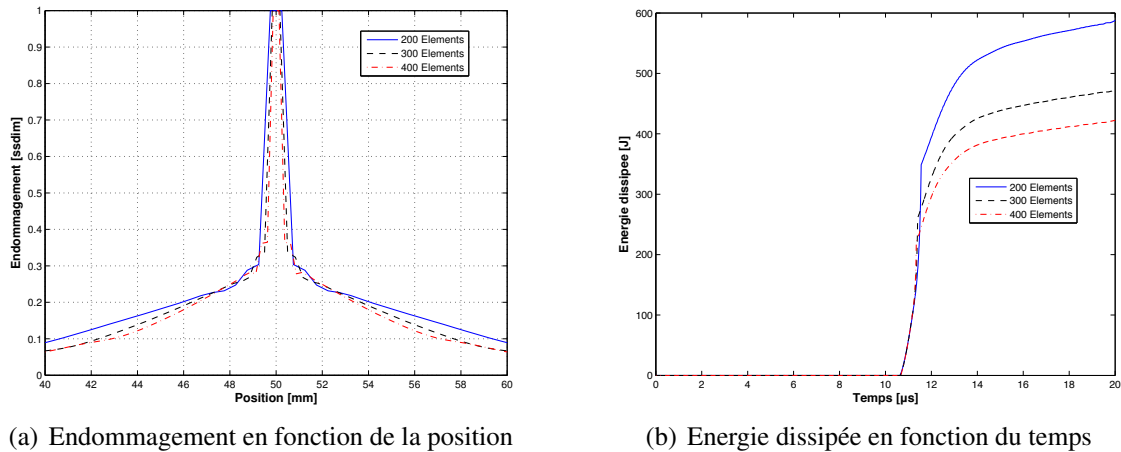 1
0.9
0.8
0.7
0.6
0.5
0.4
0.3
0.2
0.1
0
40 42 44 46 48 50 52 54 56 58 60
Endommagement [ssdim]
Position [mm]
200 Elements
300 Elements
400 Elements
600
500
400
300
200
100
0
0 2 4 6 8 10 12 14 16 18 20
Energie dissipee [J]
Temps [µs]
200 Elements
300 Elements
400 Elements
(a) Endommagement en fonction de la position
(b) Energie dissipée en fonction du temps